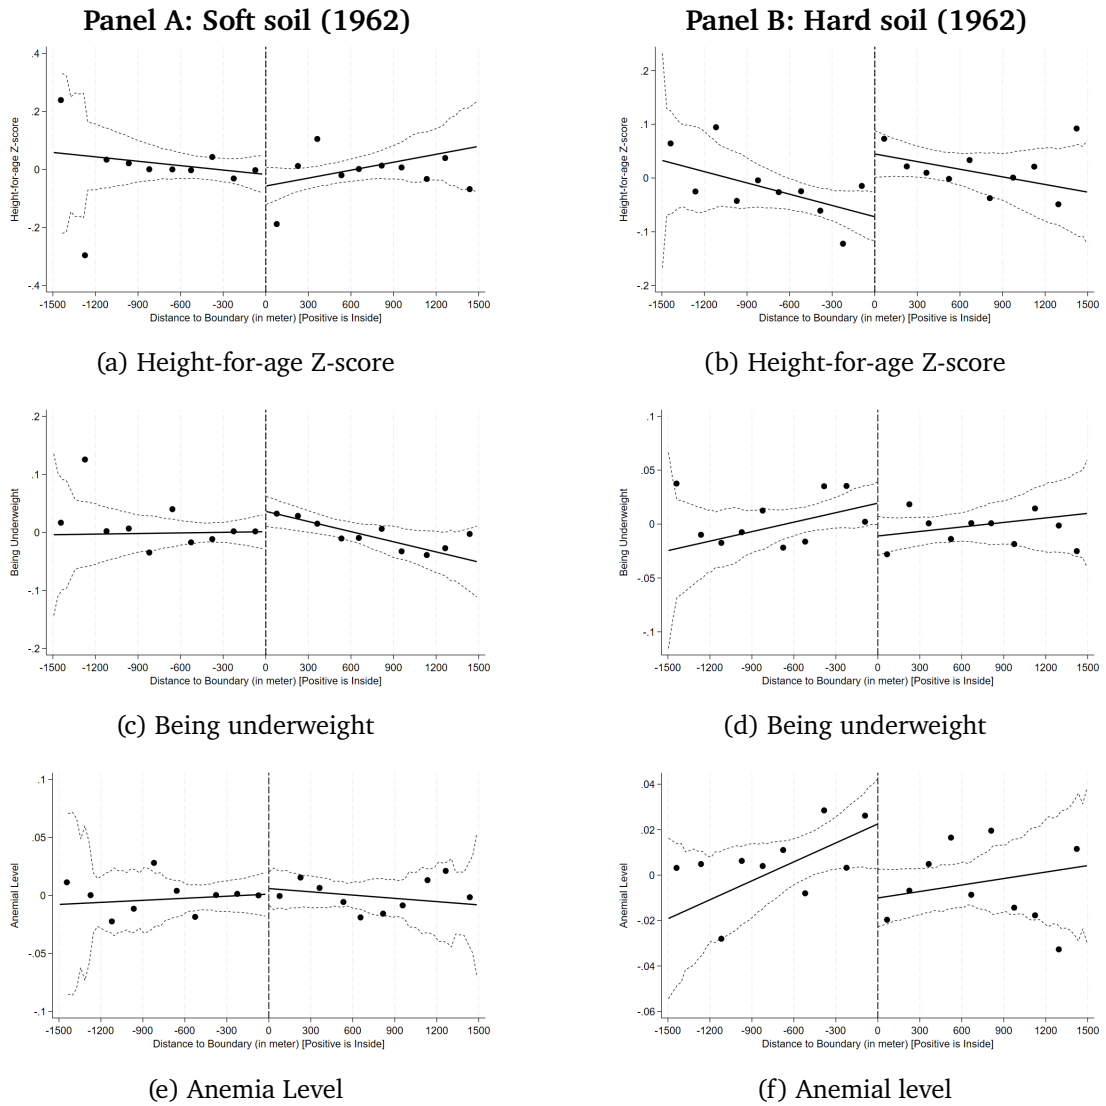 Panel A: Soft soil (1962)
Panel B: Hard soil (1962)
.4
.2
0
-.2
-.4
Height-for-age Z-score
-1500 -1200 -900 -600 -300 0 300 600 900 1200 1500
Distance to Boundary (in meter) [Positive is Inside]
(a) Height-for-age Z-score
.2
.1
0
-.1
-.2
Height-for-age Z-score
-1500 -1200 -900 -600 -300 0 300 600 900 1200 1500
Distance to Boundary (in meter) [Positive is Inside]
(b) Height-for-age Z-score
.2
.1
0
-.1
-.2
Being Underweight
-1500 -1200 -900 -600 -300 0 300 600 900 1200 1500
Distance to Boundary (in meter) [Positive is Inside]
(c) Being underweight
.1
.05
0
-.05
-.1
Being Underweight
-1500 -1200 -900 -600 -300 0 300 600 900 1200 1500
Distance to Boundary (in meter) [Positive is Inside]
(d) Being underweight
.1
.05
0
-.05
-.1
Anemial Level
-1500 -1200 -900 -600 -300 0 300 600 900 1200 1500
Distance to Boundary (in meter) [Positive is Inside]
(e) Anemia Level
.04
.02
0
-.02
-.04
-.06
Anemial Level
-1500 -1200 -900 -600 -300 0 300 600 900 1200 1500
Distance to Boundary (in meter) [Positive is Inside]
(f) Anemial level